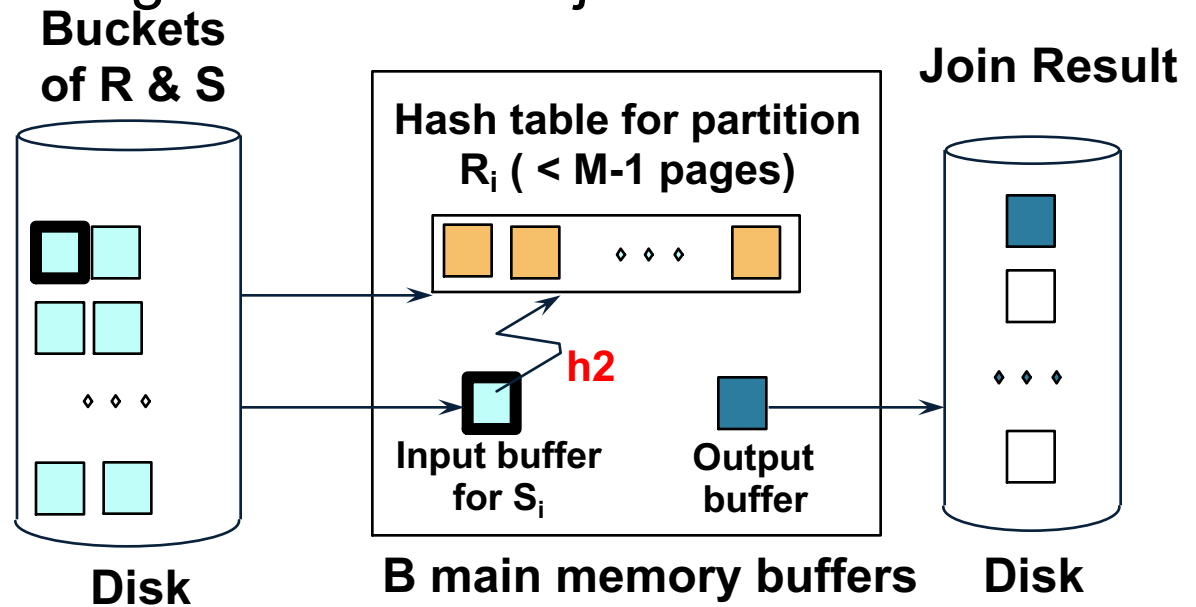 Buckets
of R & S
Join Result
Hash table for partition
Ri ( < M-1 pages)
h2
Input buffer
for Si
Output
buffer
Disk
B main memory buffers
Disk